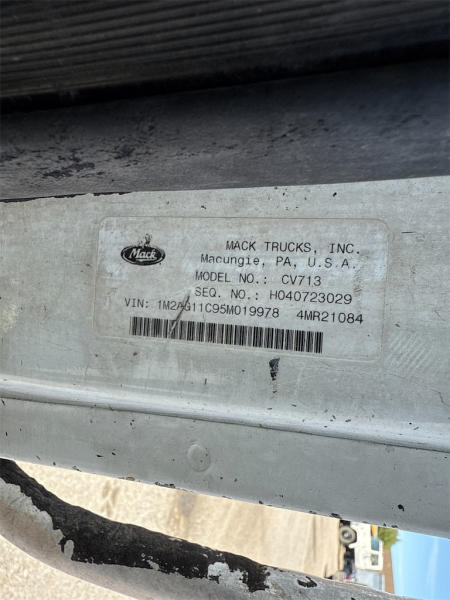 Mack
MACK TRUCKS, INC.
Macungie, PA, U.S.A.
MODEL NO.: CV713
SEQ. NO.: H040723029
VIN: 1M2AG11C95M019978 4MR21084